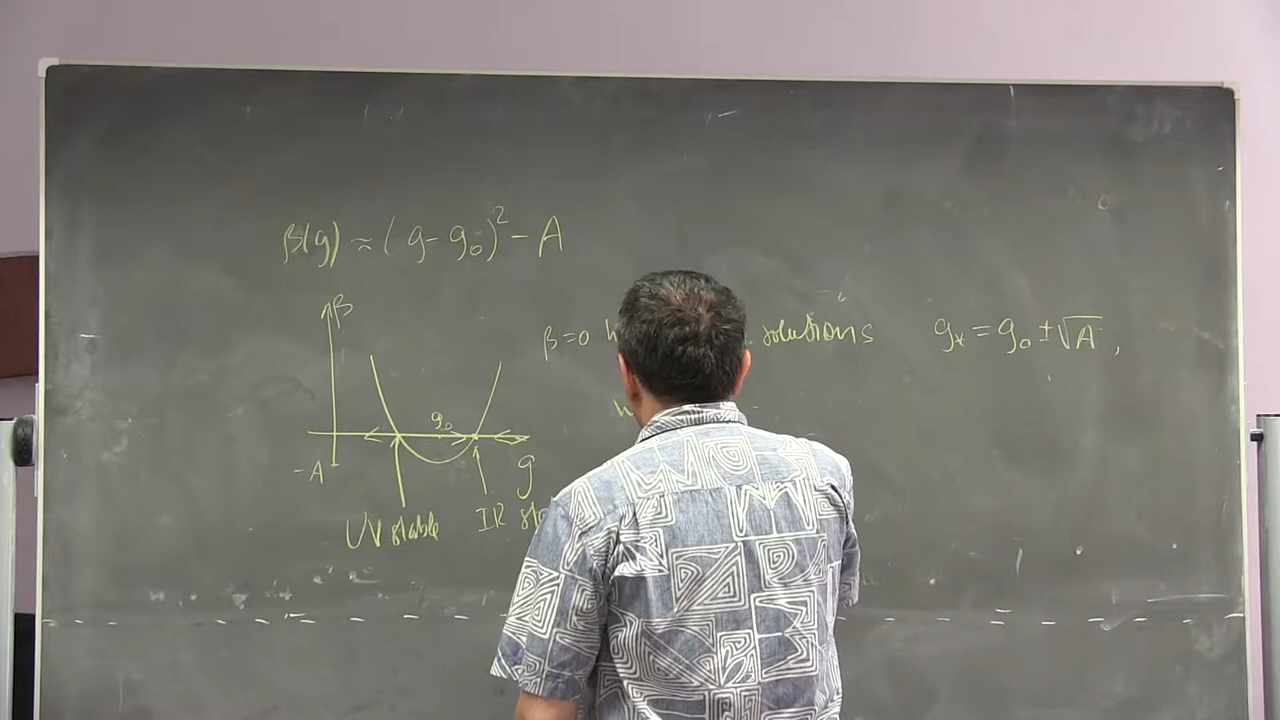 β(g) ≈ (g - g₀)² - A
β
β=0 solutions g* = g₀ ± √A ,
g₀
-A g
UV stable IR